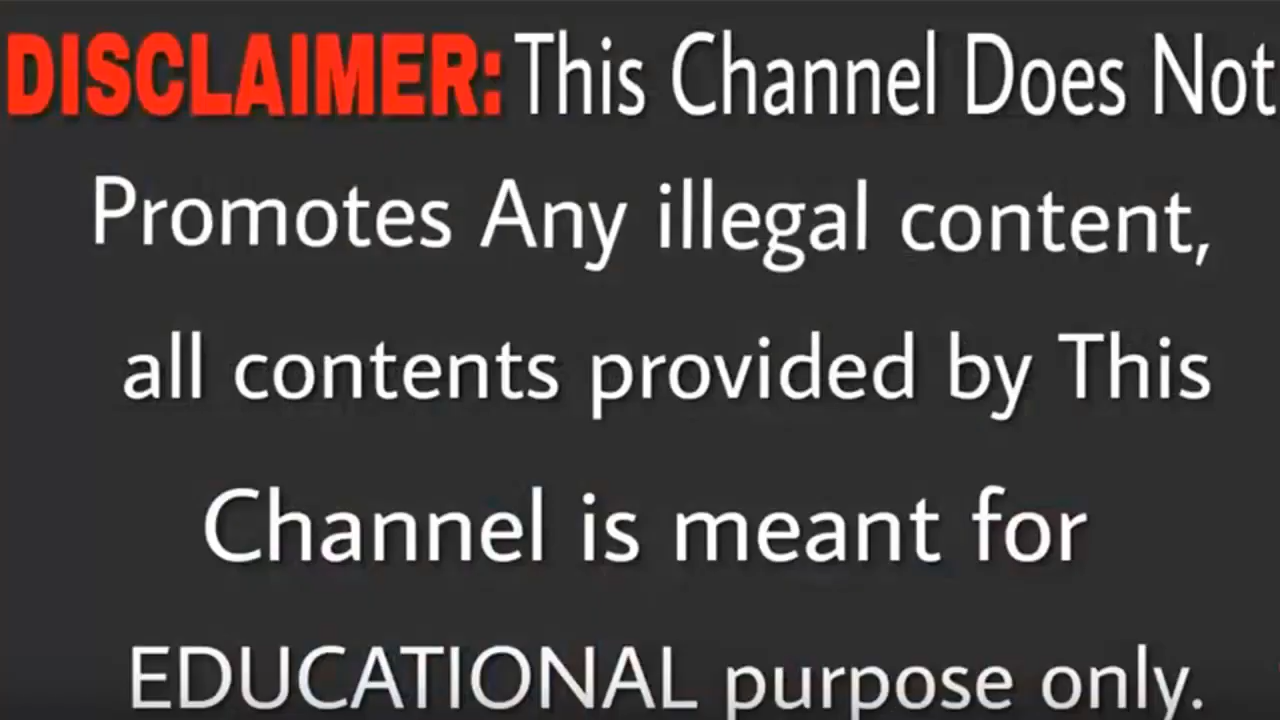 DISCLAIMER: This Channel Does Not
Promotes Any illegal content,
all contents provided by This
Channel is meant for
EDUCATIONAL purpose only.